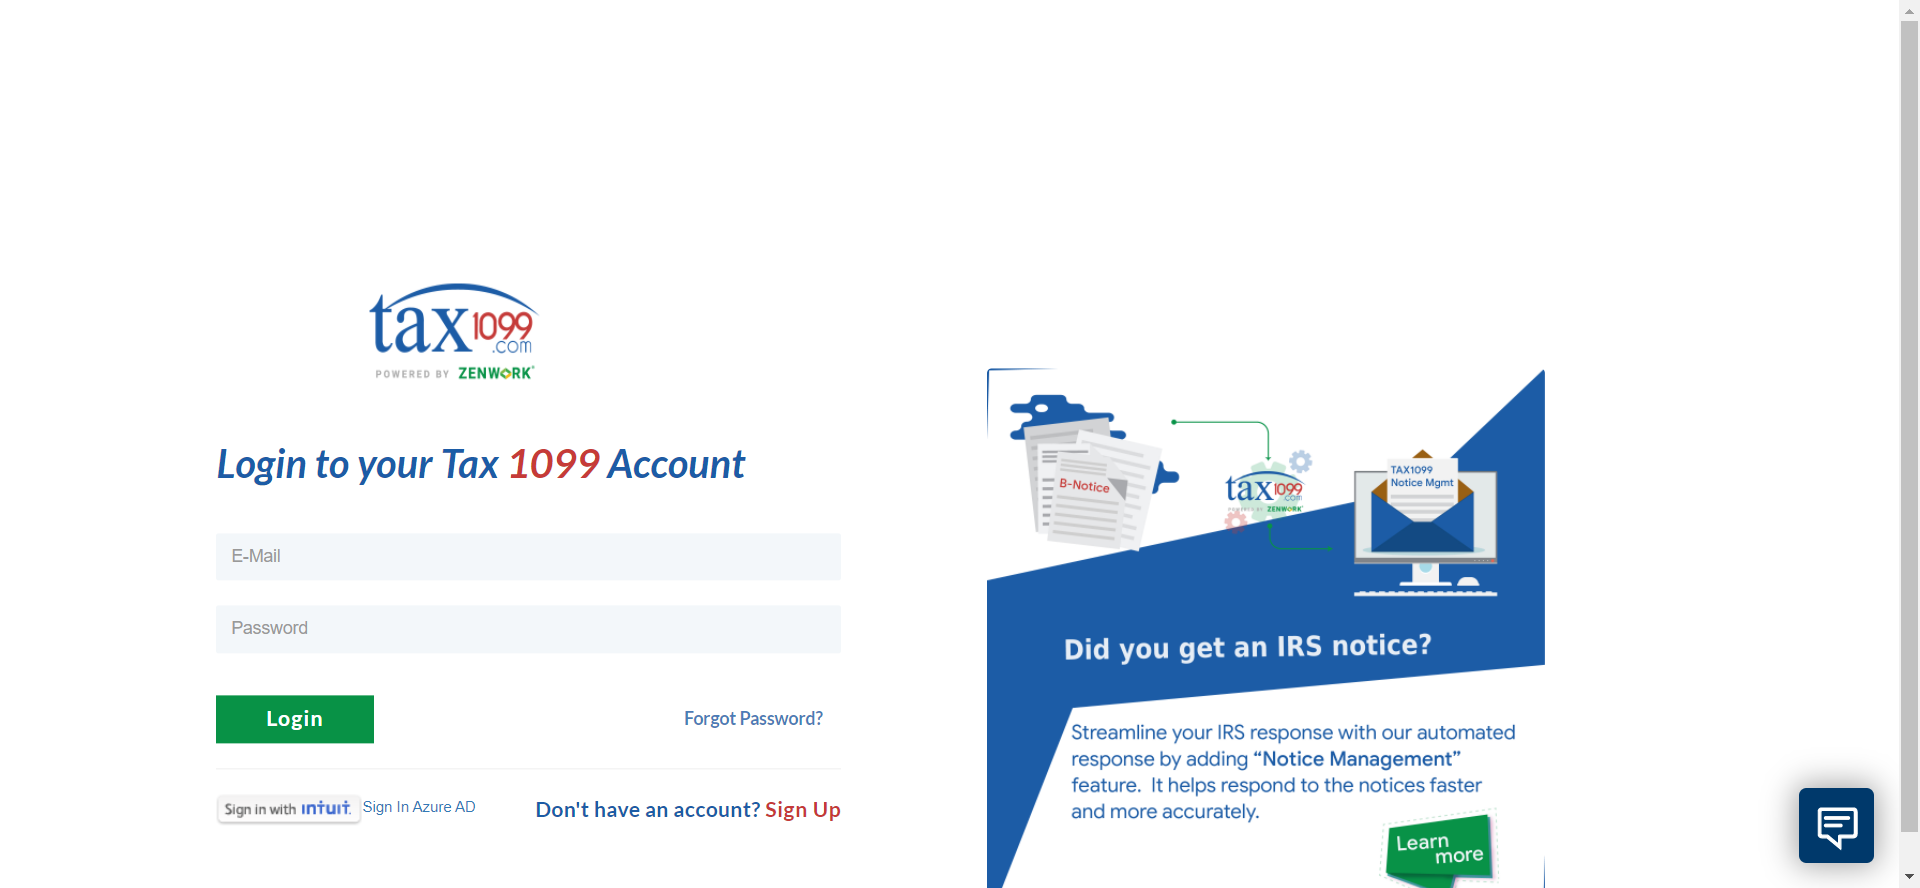 tax1099
.com
POWERED BY ZENWORK
Login to your Tax 1099 Account
E-Mail
Password
Login
Forgot Password?
Sign in with INTUIT.
Sign In Azure AD
Don't have an account? Sign Up
B-Notice
tax1099
.com
POWERED BY ZENWORK
TAX1099
Notice Mgmt
Did you get an IRS notice?
Streamline your IRS response with our automated
response by adding “Notice Management”
feature. It helps respond to the notices faster
and more accurately.
Learn
more